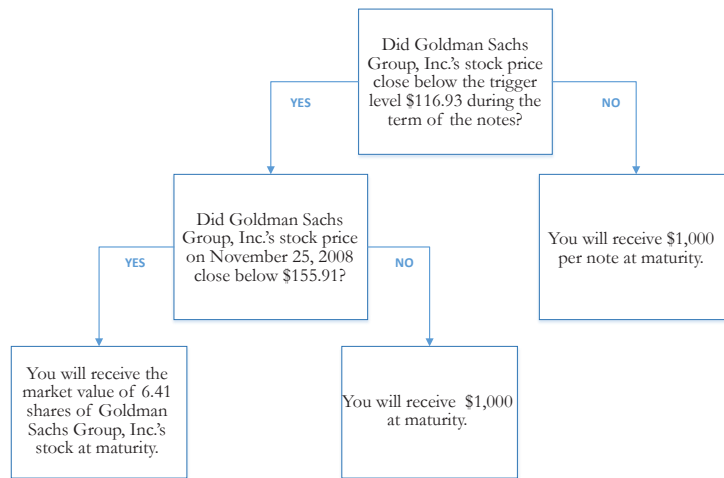 Did Goldman Sachs
Group, Inc.'s stock price
close below the trigger
level $116.93 during the
term of the notes?
YES
NO
Did Goldman Sachs
Group, Inc.'s stock price
on November 25, 2008
close below $155.91?
You will receive $1,000
per note at maturity.
YES
NO
You will receive the
market value of 6.41
shares of Goldman
Sachs Group, Inc.'s
stock at maturity.
You will receive $1,000
at maturity.